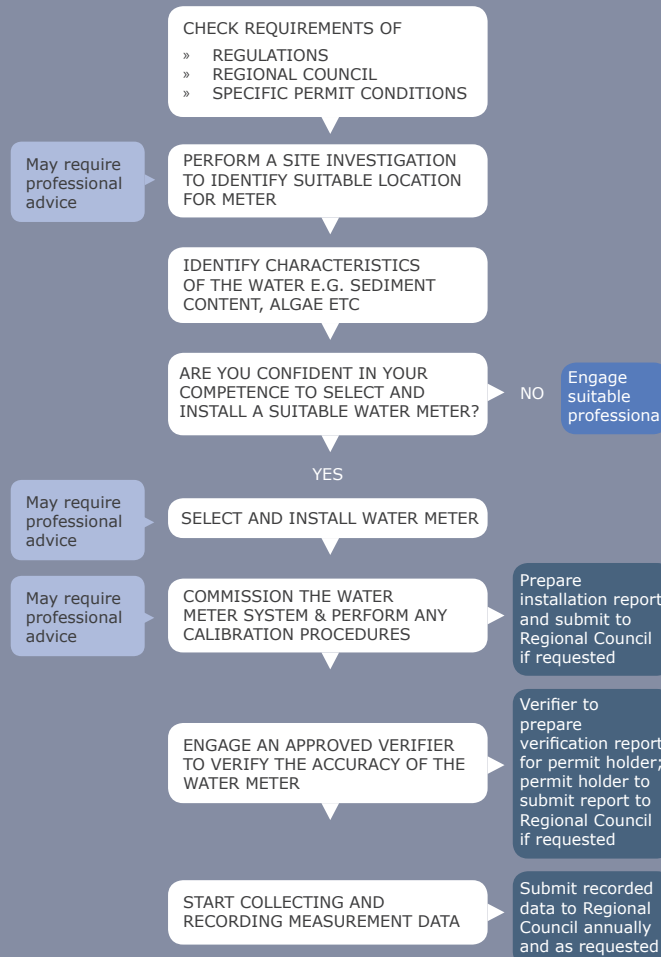 CHECK REQUIREMENTS OF
» REGULATIONS
» REGIONAL COUNCIL
» SPECIFIC PERMIT CONDITIONS
May require
professional
advice
PERFORM A SITE INVESTIGATION
TO IDENTIFY SUITABLE LOCATION
FOR METER
IDENTIFY CHARACTERISTICS
OF THE WATER E.G. SEDIMENT
CONTENT, ALGAE ETC
ARE YOU CONFIDENT IN YOUR
COMPETENCE TO SELECT AND
INSTALL A SUITABLE WATER METER?
NO
Engage
suitable
professiona
YES
May require
professional
advice
SELECT AND INSTALL WATER METER
May require
professional
advice
COMMISSION THE WATER
METER SYSTEM & PERFORM ANY
CALIBRATION PROCEDURES
Prepare
installation report
and submit to
Regional Council
if requested
ENGAGE AN APPROVED VERIFIER
TO VERIFY THE ACCURACY OF THE
WATER METER
Verifier to
prepare
verification report
for permit holder;
permit holder to
submit report to
Regional Council
if requested
START COLLECTING AND
RECORDING MEASUREMENT DATA
Submit recorded
data to Regional
Council annually
and as requested